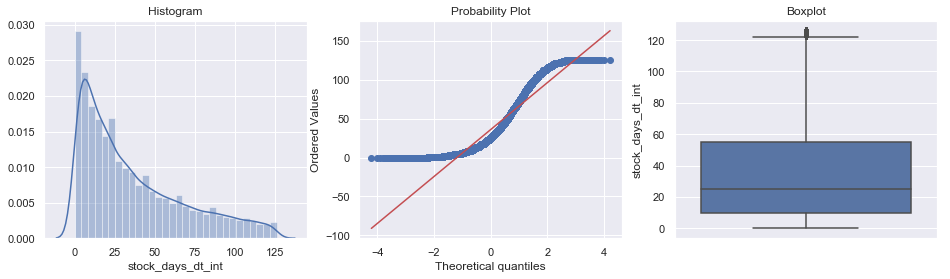 Histogram
0.030
0.025
0.020
0.015
0.010
0.005
0.000
0 25 50 75 100 125
stock_days_dt_int
Probability Plot
Ordered Values
150
100
50
0
−50
−100
−4 −2 0 2 4
Theoretical quantiles
Boxplot
stock_days_dt_int
120
100
80
60
40
20
0